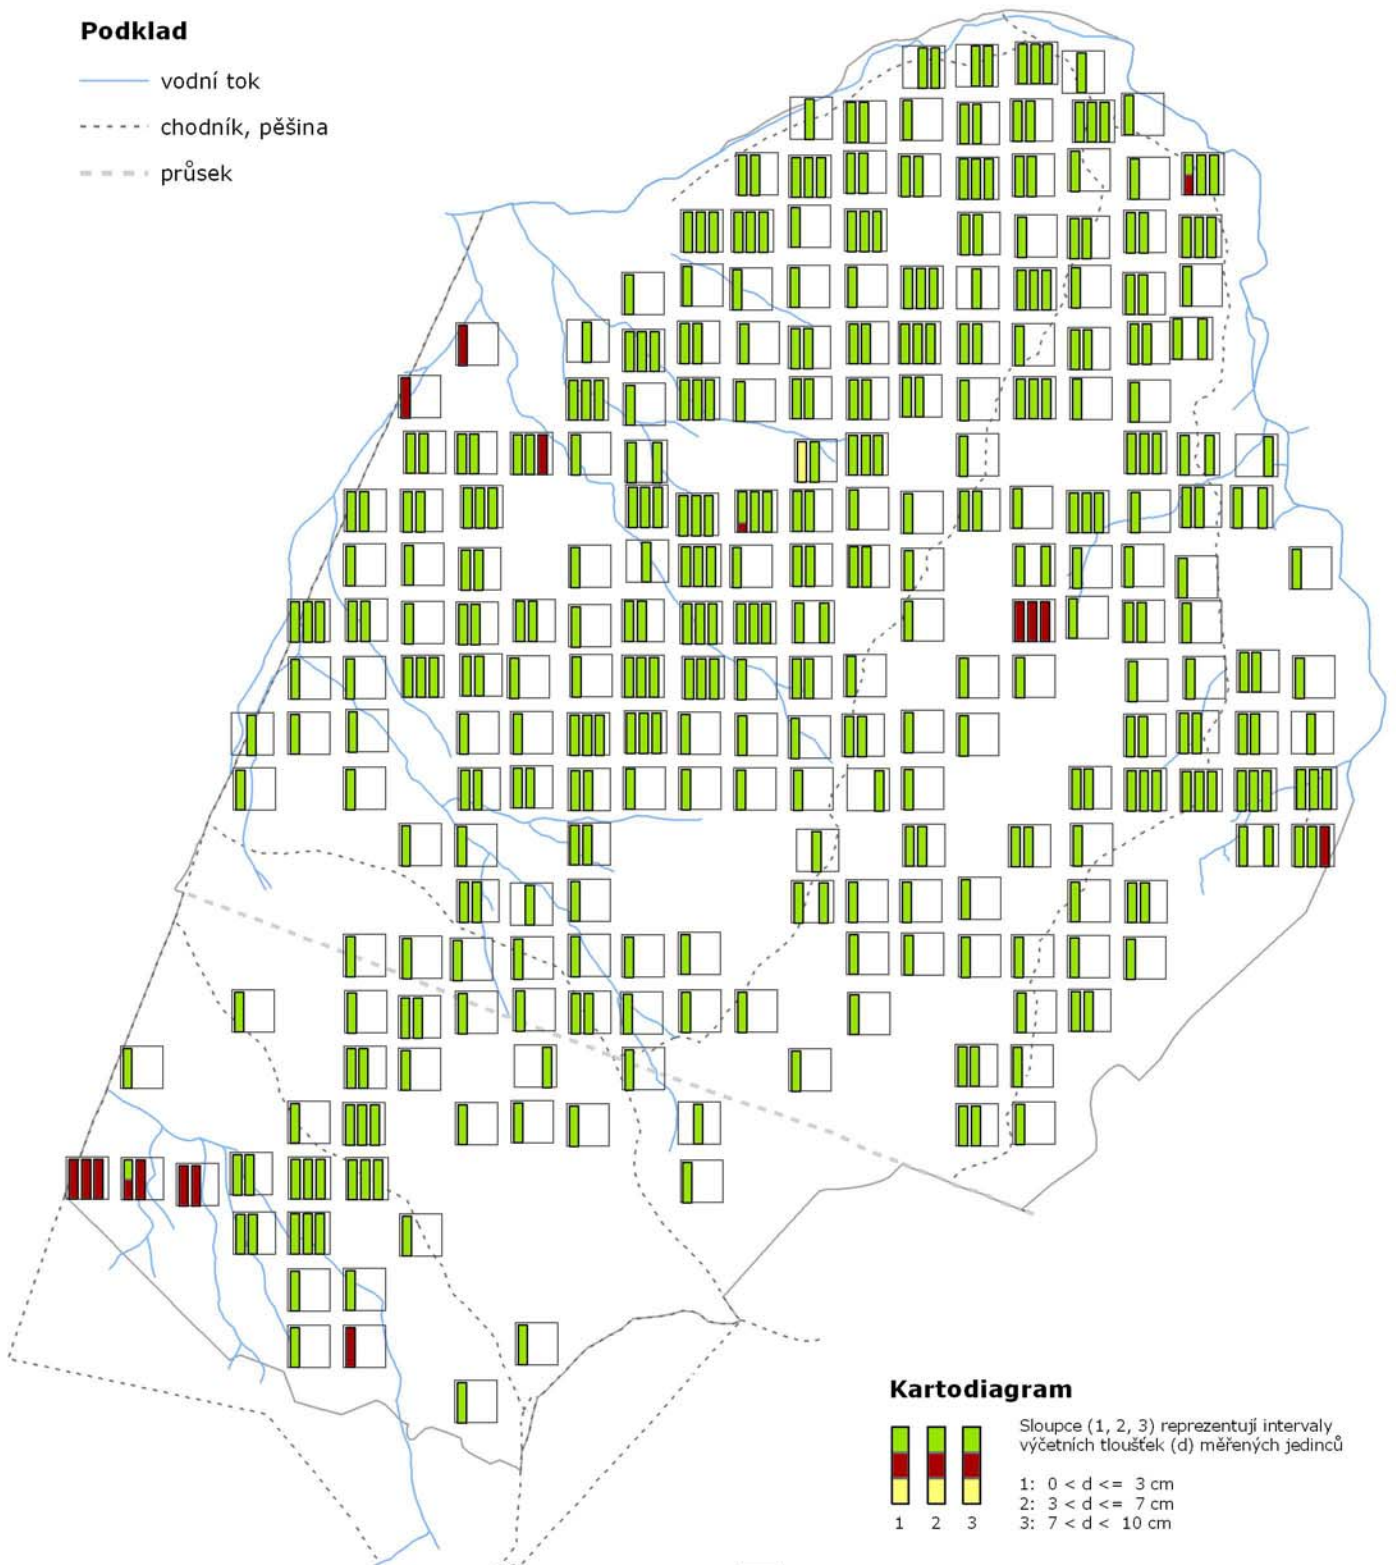 Podklad
vodní tok
chodník, pěšina
průsek
Kartodiagram
Sloupce (1, 2, 3) reprezentují intervaly
výčetních tlouštěk (d) měřených jedinců
1: 0 < d <= 3 cm
2: 3 < d <= 7 cm
3: 7 < d < 10 cm
1 2 3